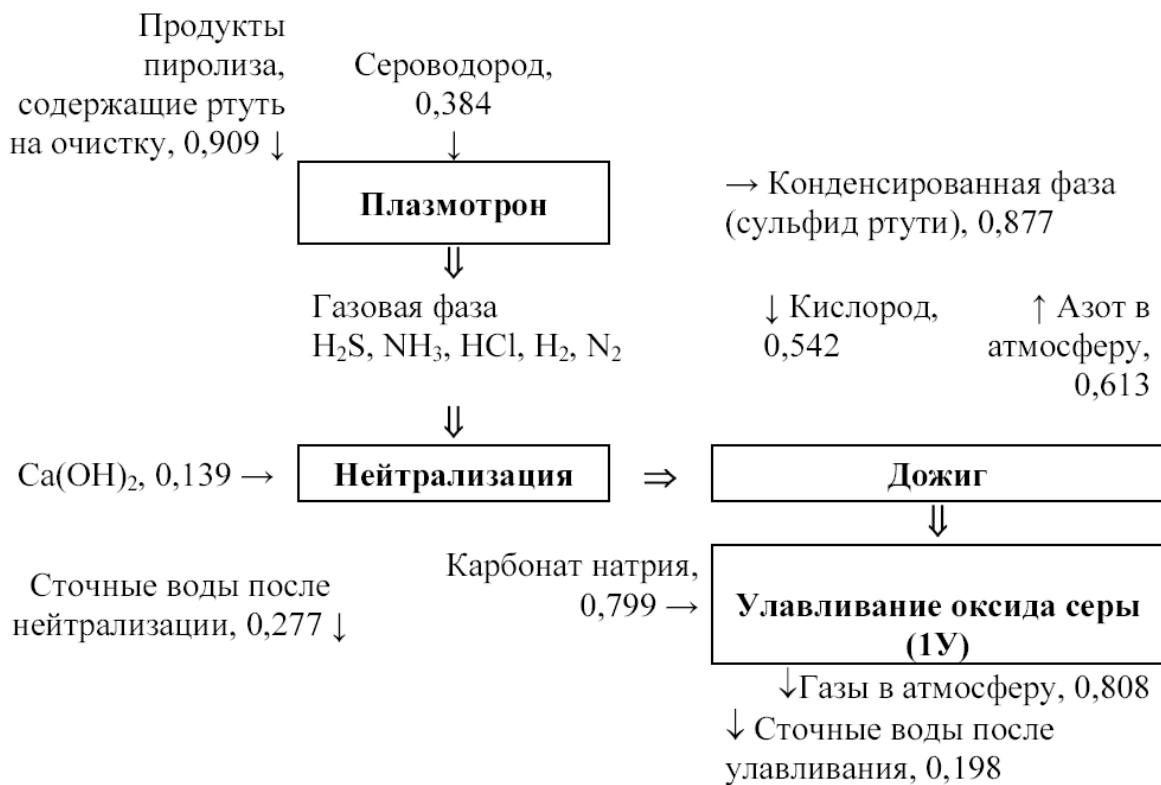 Продукты
пиролиза,
содержащие ртуть
на очистку, 0,909 ↓
Сероводород,
0,384
↓
Плазмотрон
→ Конденсированная фаза
(сульфид ртути), 0,877
⇓
Газовая фаза
H₂S, NH₃, HCl, H₂, N₂
↓ Кислород,
0,542
↑ Азот в
атмосферу,
0,613
⇓
Ca(OH)₂, 0,139 →
Нейтрализация
⇒
Дожиг
⇓
Сточные воды после
нейтрализации, 0,277 ↓
Карбонат натрия,
0,799 →
Улавливание оксида серы
(1У)
↓Газы в атмосферу, 0,808
↓ Сточные воды после
улавливания, 0,198